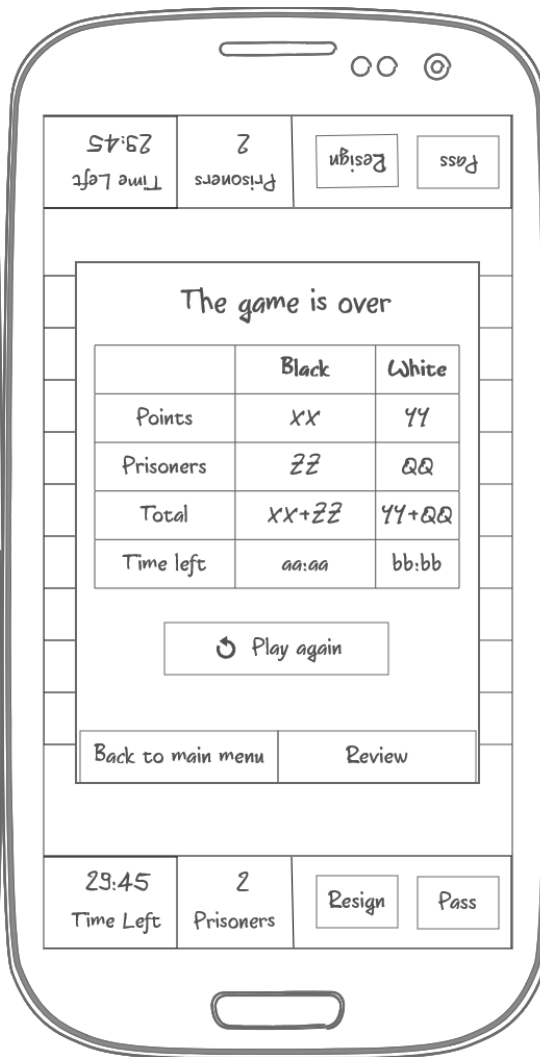 29:45 2
Time Left Prisoners Resign Pass
The game is over
Black White
Points XX YY
Prisoners ZZ QQ
Total XX+ZZ YY+QQ
Time left aa:aa bb:bb
Play again
Back to main menu Review
29:45 2
Time Left Prisoners Resign Pass